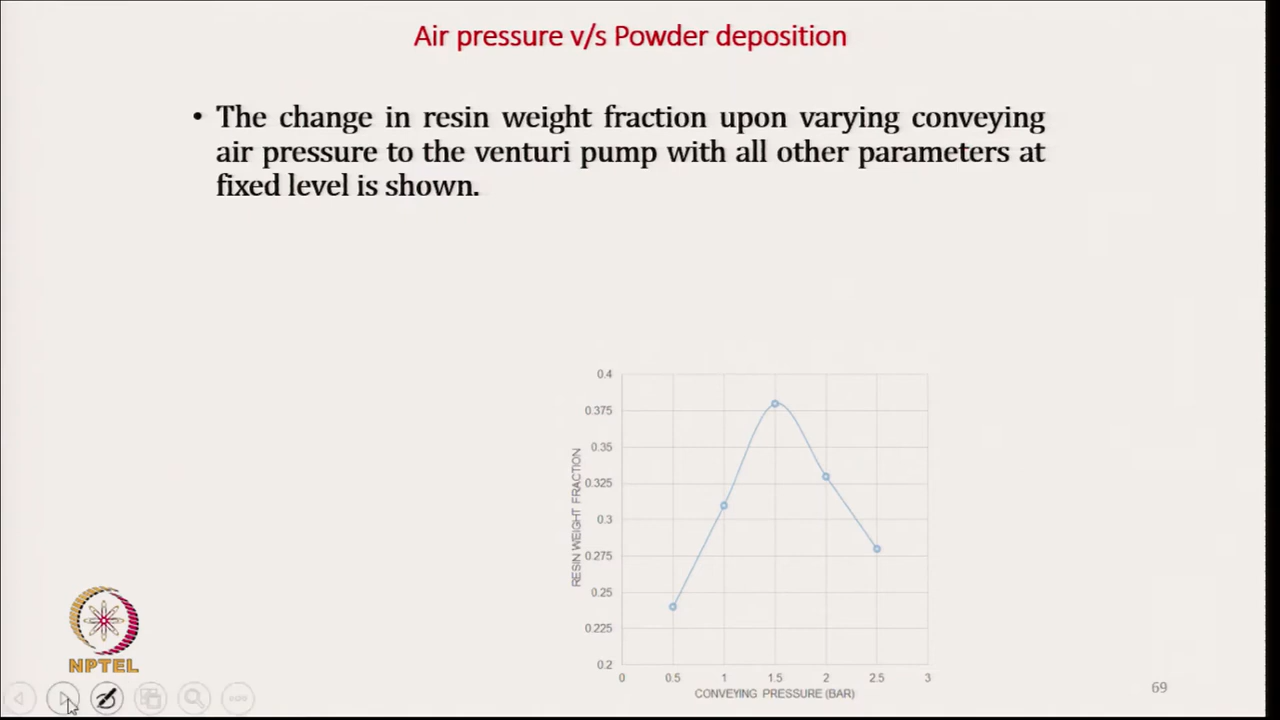 Air pressure v/s Powder deposition
• The change in resin weight fraction upon varying conveying
air pressure to the venturi pump with all other parameters at
fixed level is shown.
0.4
0.375
0.35
0.325
0.3
0.275
0.25
0.225
0.2
RESIN WEIGHT FRACTION
0 0.5 1 1.5 2 2.5 3
CONVEYING PRESSURE (BAR)
NPTEL
69